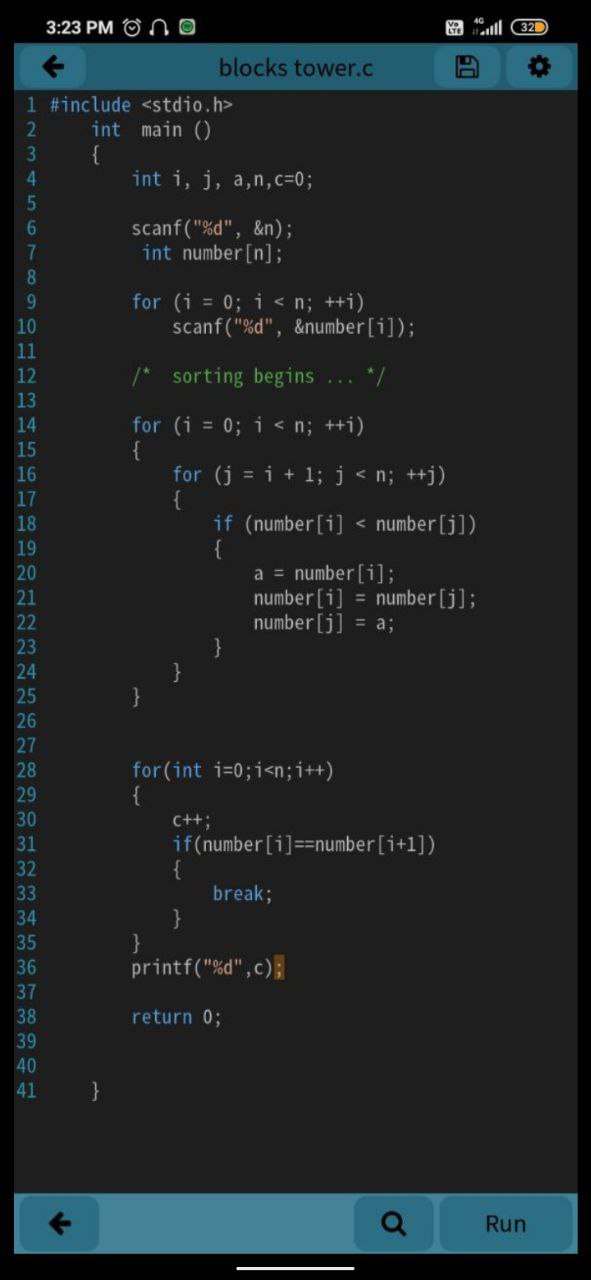 3:23 PM Vo LTE 4G 32
blocks tower.c
1 #include <stdio.h>
2     int  main ()
3     {
4         int i, j, a,n,c=0;
5
6         scanf("%d", &n);
7          int number[n];
8
9         for (i = 0; i < n; ++i)
10             scanf("%d", &number[i]);
11
12         /*  sorting begins ... */
13
14         for (i = 0; i < n; ++i)
15         {
16             for (j = i + 1; j < n; ++j)
17             {
18                 if (number[i] < number[j])
19                 {
20                     a = number[i];
21                     number[i] = number[j];
22                     number[j] = a;
23                 }
24             }
25         }
26
27
28         for(int i=0;i<n;i++)
29         {
30             c++;
31             if(number[i]==number[i+1])
32             {
33                 break;
34             }
35         }
36         printf("%d",c);
37
38         return 0;
39
40
41     }
Run